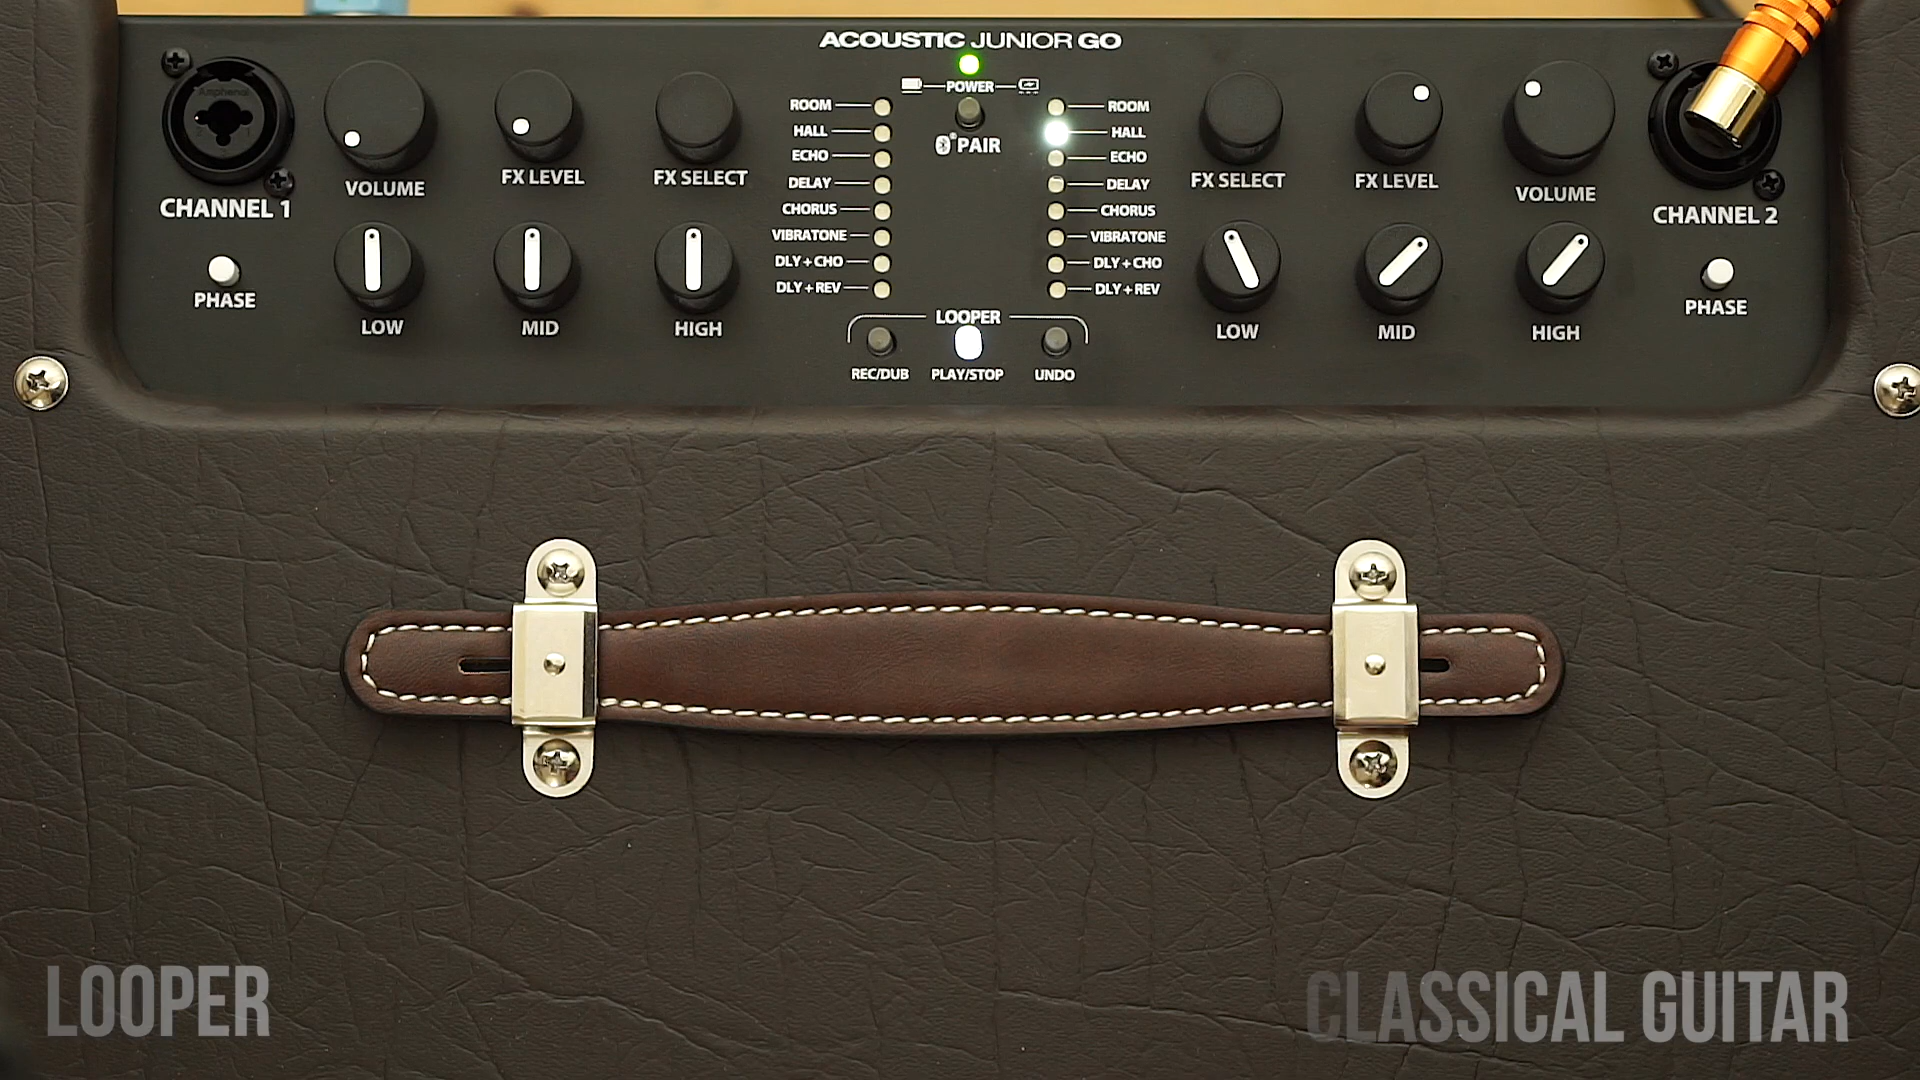 ACOUSTIC JUNIOR GO
POWER
PAIR
Amphenol
CHANNEL 1
VOLUME
FX LEVEL
FX SELECT
PHASE
LOW
MID
HIGH
ROOM
HALL
ECHO
DELAY
CHORUS
VIBRATONE
DLY + CHO
DLY + REV
ROOM
HALL
ECHO
DELAY
CHORUS
VIBRATONE
DLY + CHO
DLY + REV
LOOPER
REC/DUB
PLAY/STOP
UNDO
FX SELECT
FX LEVEL
VOLUME
CHANNEL 2
LOW
MID
HIGH
PHASE
LOOPER
CLASSICAL GUITAR